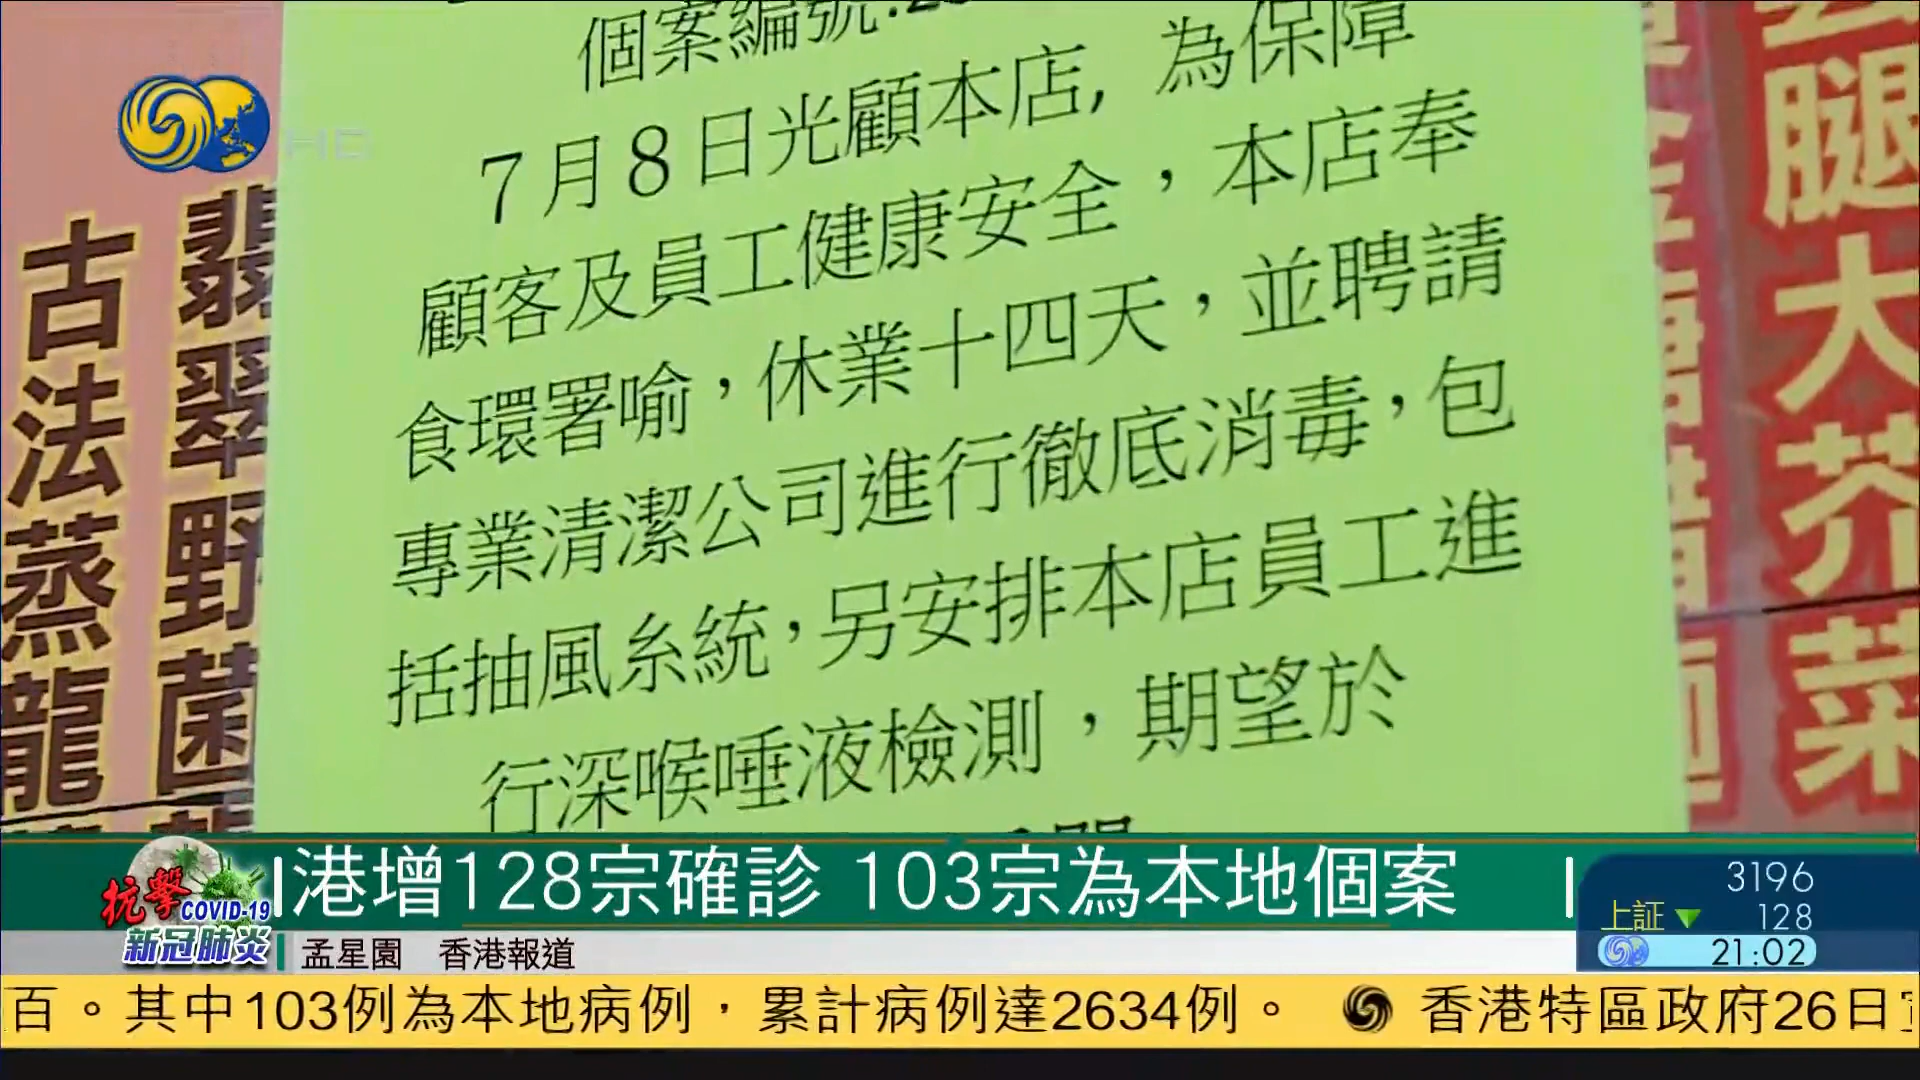 個案編號:
7月8日光顧本店, 為保障
顧客及員工健康安全，本店奉
食環署喻，休業十四天，並聘請
專業清潔公司進行徹底消毒，包
括抽風糸統，另安排本店員工進
行深喉唾液檢測，期望於
翡翠野菌
古法蒸龍
腿大芥菜
HD
抗擊
COVID-19
新冠肺炎
港增128宗確診 103宗為本地個案
孟星園 香港報道
3196
上証 128
21:02
百。其中103例為本地病例，累計病例達2634例。 香港特區政府26日